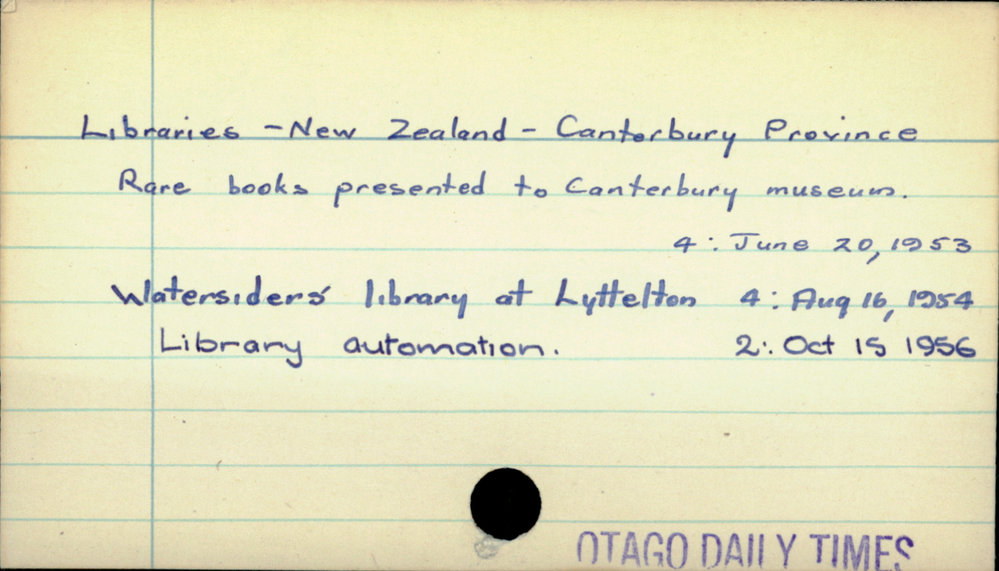 Libraries - New Zealand - Canterbury Province
Rare books presented to Canterbury museum.
4: June 20, 1953
Watersiders' library at Lyttelton 4: Aug 16, 1954
Library automation. 2: Oct 15 1956
OTAGO DAILY TIMES